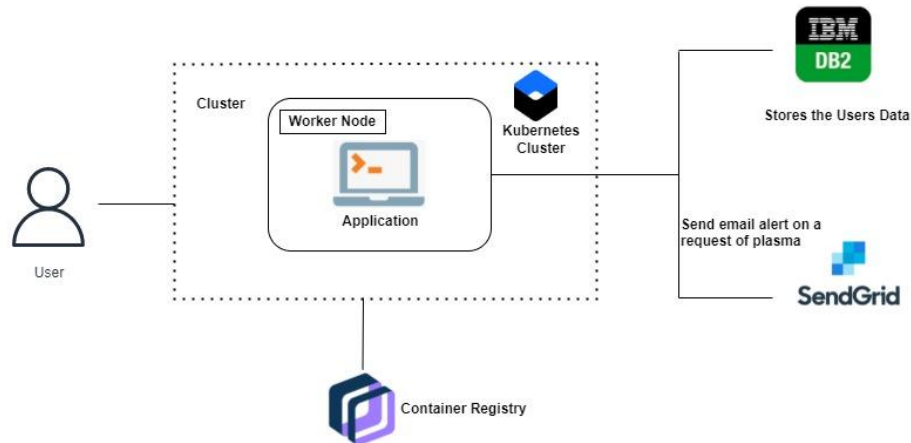 IBM
DB2
Stores the Users Data
Cluster
Worker Node
Kubernetes
Cluster
Application
User
Send email alert on a
request of plasma
SendGrid
Container Registry